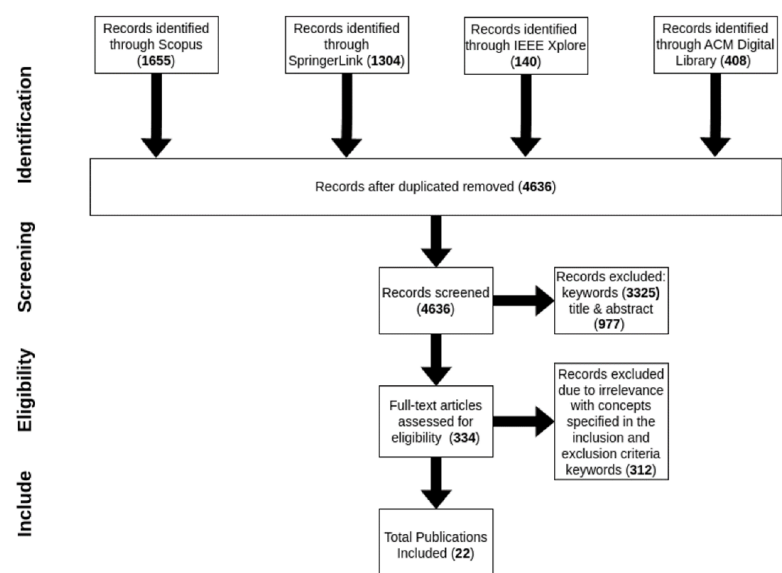 Records identified
through Scopus
(1655)
Records identified
through
SpringerLink (1304)
Records identified
through IEEE Xplore
(140)
Records identified
through ACM Digital
Library (408)
Identification
Records after duplicated removed (4636)
Screening
Records screened
(4636)
Records excluded:
keywords (3325)
title & abstract
(977)
Eligibility
Full-text articles
assessed for
eligibility (334)
Records excluded
due to irrelevance
with concepts
specified in the
inclusion and
exclusion criteria
keywords (312)
Include
Total Publications
Included (22)